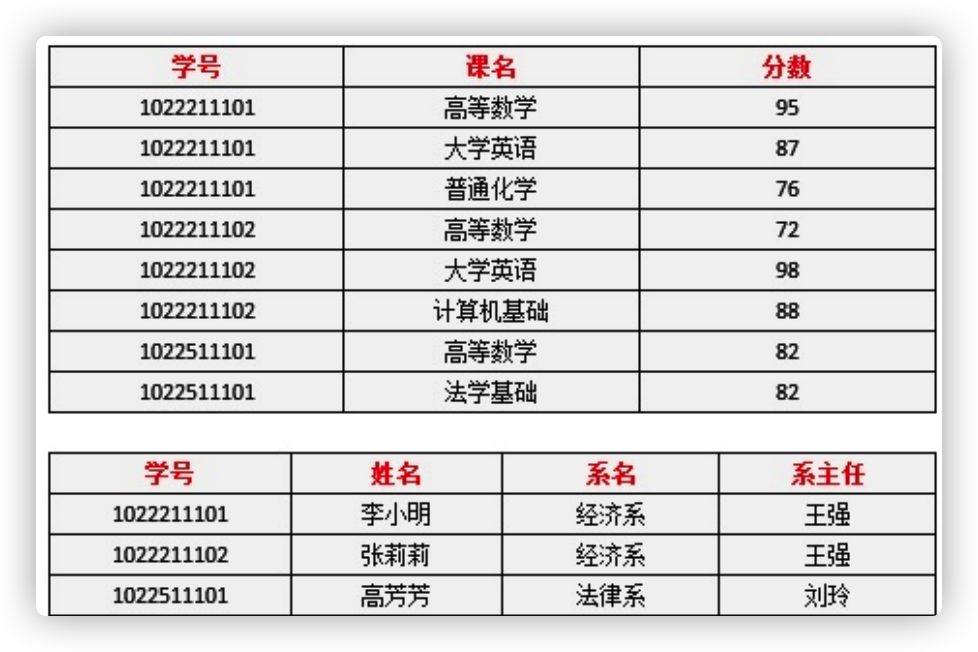 学号 课名 分数
1022211101 高等数学 95
1022211101 大学英语 87
1022211101 普通化学 76
1022211102 高等数学 72
1022211102 大学英语 98
1022211102 计算机基础 88
1022511101 高等数学 82
1022511101 法学基础 82
学号 姓名 系名 系主任
1022211101 李小明 经济系 王强
1022211102 张莉莉 经济系 王强
1022511101 高芳芳 法律系 刘玲